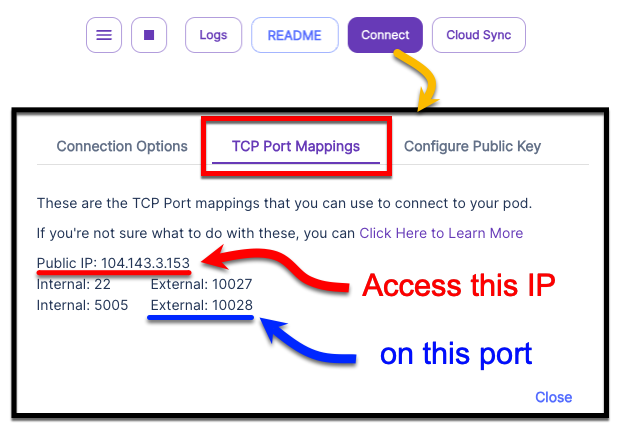 Logs README Connect Cloud Sync
Connection Options TCP Port Mappings Configure Public Key
These are the TCP Port mappings that you can use to connect to your pod.
If you're not sure what to do with these, you can Click Here to Learn More
Public IP: 104.143.3.153
Internal: 22 External: 10027
Internal: 5005 External: 10028
Access this IP
on this port
Close